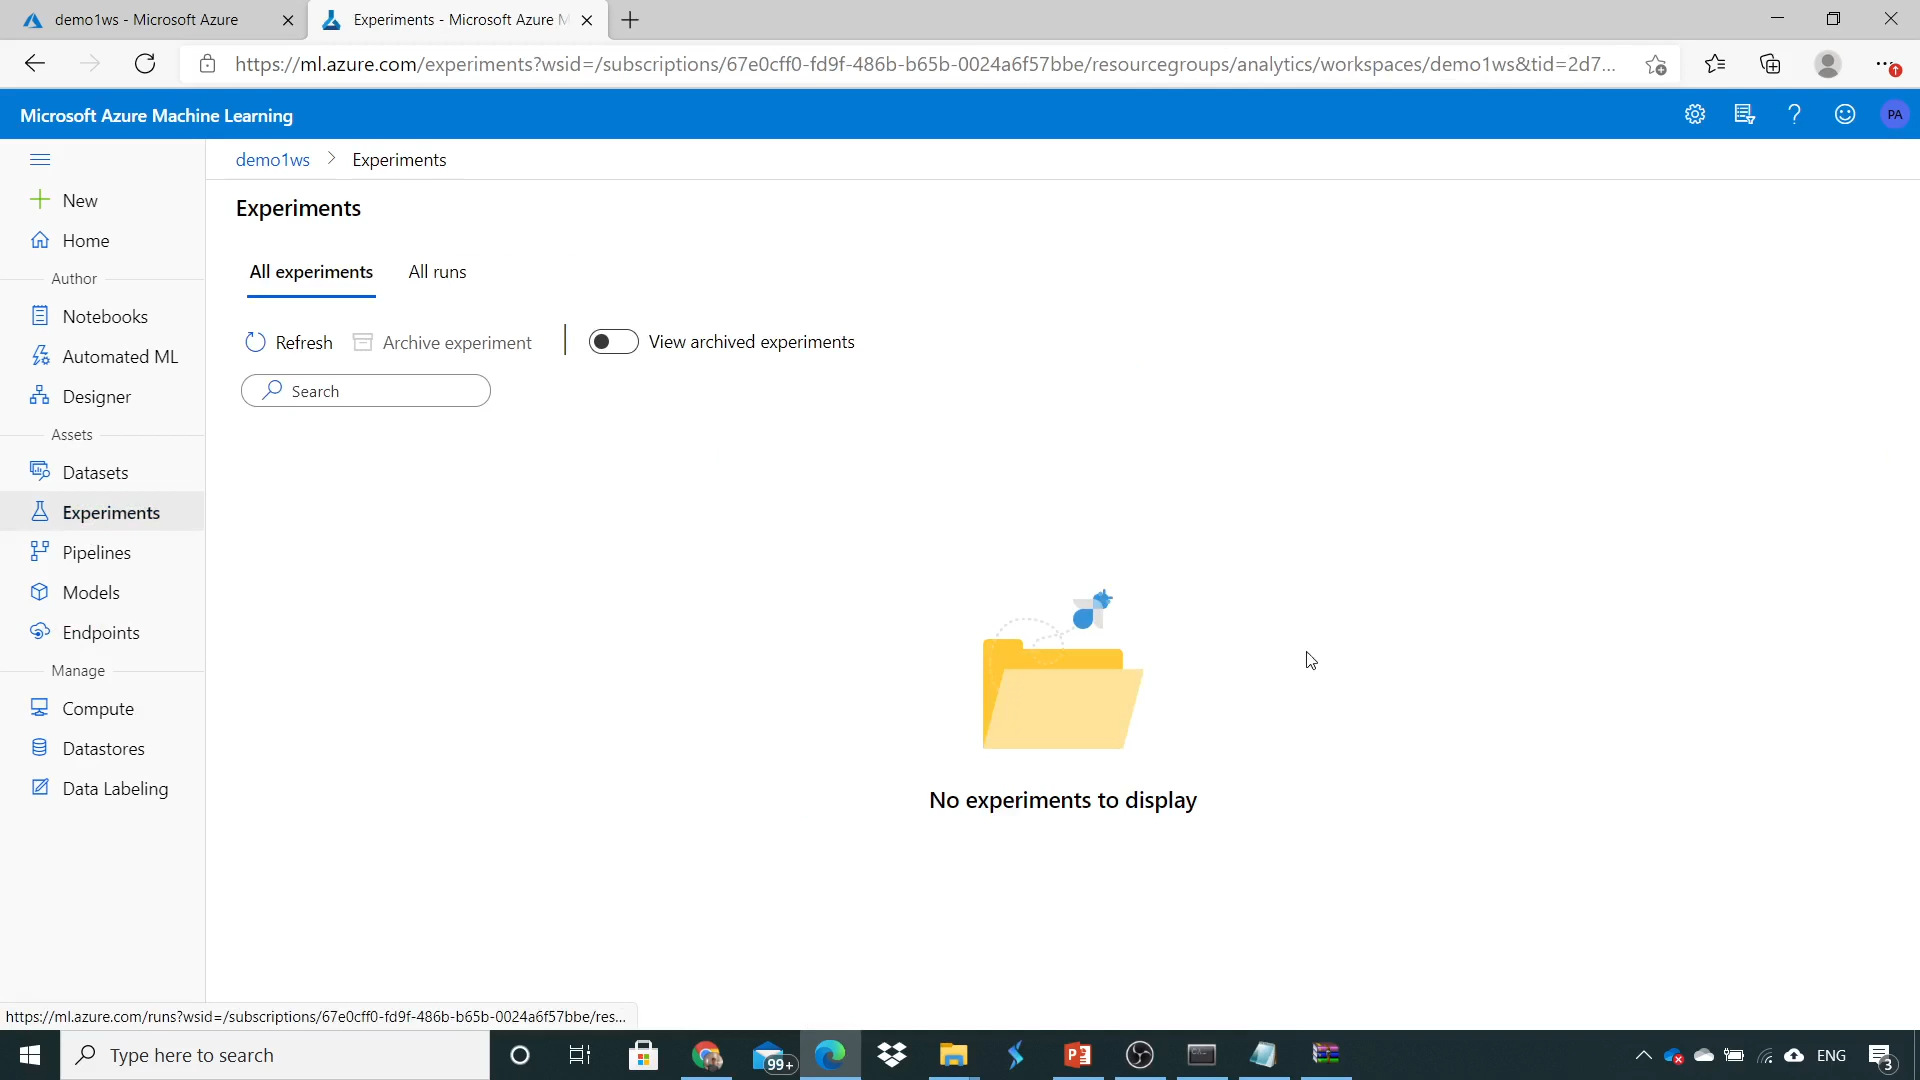 demo1ws - Microsoft Azure
Experiments - Microsoft Azure M
https://ml.azure.com/experiments?wsid=/subscriptions/67e0cff0-fd9f-486b-b65b-0024a6f57bbe/resourcegroups/analytics/workspaces/demo1ws&tid=2d7...
Microsoft Azure Machine Learning
PA
demo1ws > Experiments
New
Home
Author
Notebooks
Automated ML
Designer
Assets
Datasets
Experiments
Pipelines
Models
Endpoints
Manage
Compute
Datastores
Data Labeling
Experiments
All experiments
All runs
Refresh
Archive experiment
View archived experiments
Search
No experiments to display
https://ml.azure.com/runs?wsid=/subscriptions/67e0cff0-fd9f-486b-b65b-0024a6f57bbe/res...
Type here to search
99+
ENG
3